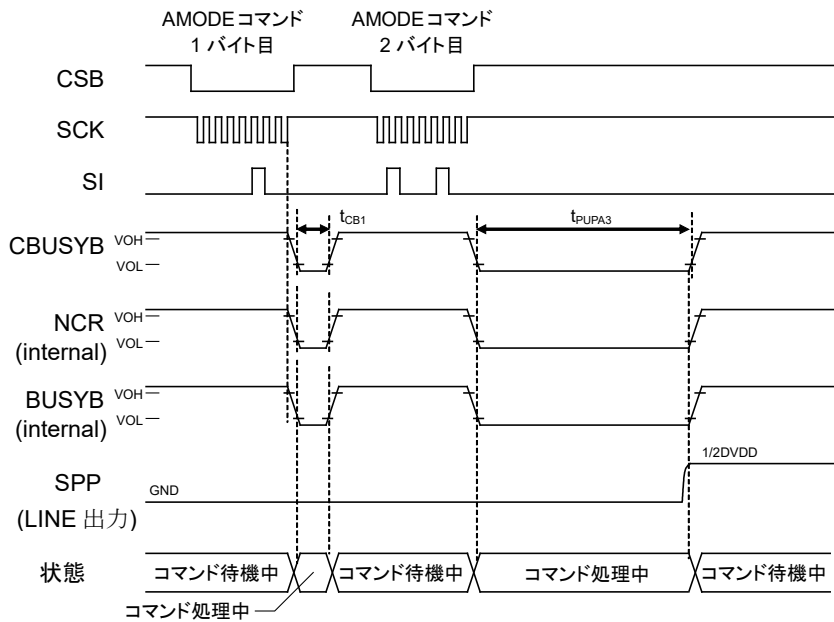 AMODEコマンド
1 バイト目
AMODEコマンド
2 バイト目
CSB
SCK
SI
tCB1
tPUPA3
CBUSYB
VOH
VOL
NCR
(internal)
VOH
VOL
BUSYB
(internal)
VOH
VOL
SPP
(LINE 出力)
GND
1/2DVDD
状態
コマンド待機中
コマンド待機中
コマンド処理中
コマンド待機中
コマンド処理中